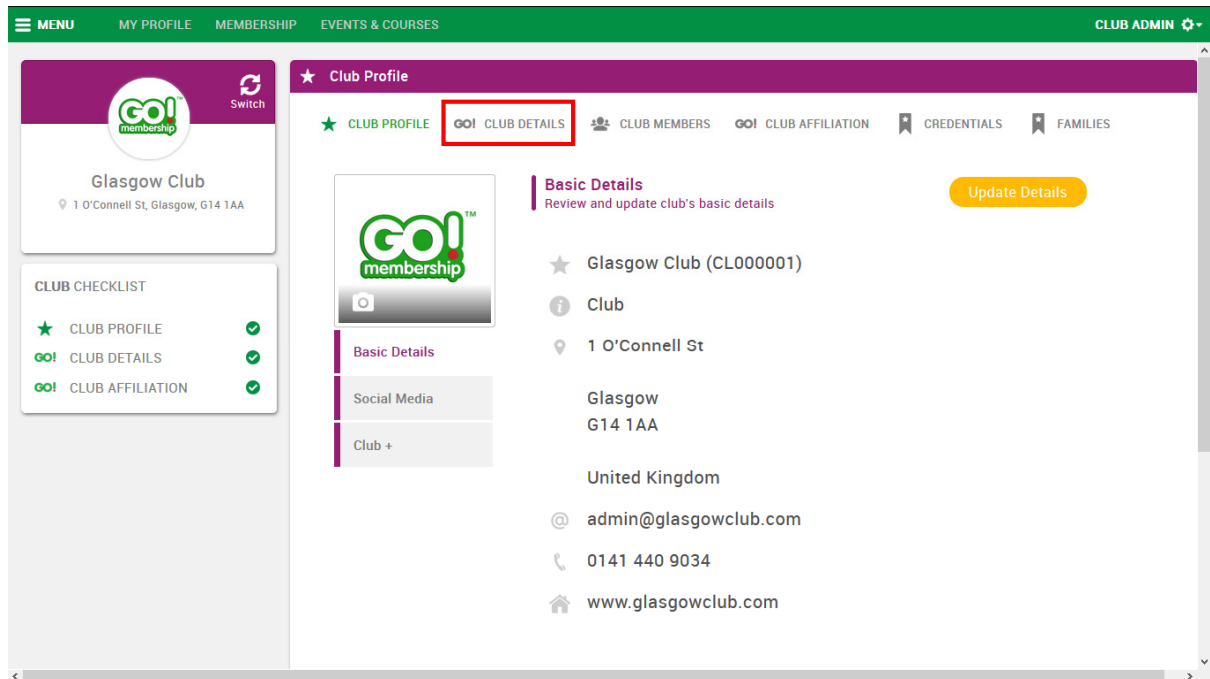 MENU MY PROFILE MEMBERSHIP EVENTS & COURSES CLUB ADMIN
GO!™
membership
Switch
Glasgow Club
1 O'Connell St, Glasgow, G14 1AA
CLUB CHECKLIST
CLUB PROFILE
GO! CLUB DETAILS
GO! CLUB AFFILIATION
Club Profile
CLUB PROFILE GO! CLUB DETAILS CLUB MEMBERS GO! CLUB AFFILIATION CREDENTIALS FAMILIES
GO!™
membership
Basic Details
Social Media
Club +
Basic Details
Review and update club's basic details
Update Details
Glasgow Club (CL000001)
i Club
1 O'Connell St
Glasgow
G14 1AA
United Kingdom
@ admin@glasgowclub.com
0141 440 9034
www.glasgowclub.com